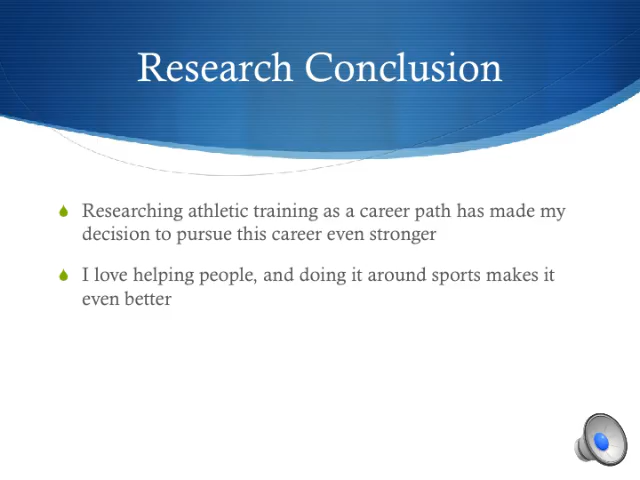 Research Conclusion
Researching athletic training as a career path has made my
decision to pursue this career even stronger
I love helping people, and doing it around sports makes it
even better